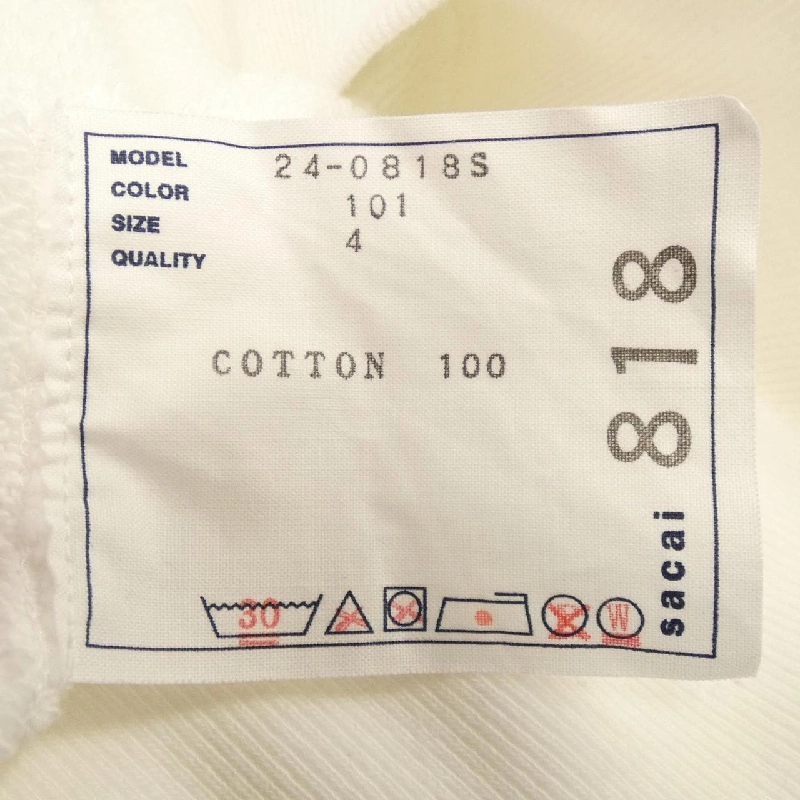 MODEL 24-0818S
COLOR 101
SIZE 4
QUALITY
COTTON 100
818
sacai
30
W